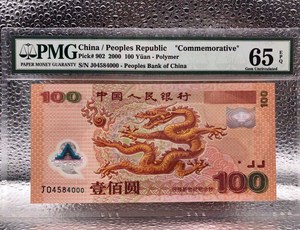 PMG
PAPER MONEY GUARANTY
China / Peoples Republic "Commemorative"
Pick# 902 2000 100 Yüan - Polymer
S/N J04584000 - Peoples Bank of China
65 EPQ
Gem Uncirculated
100
中国人民银行
J04584000
壹佰圆
100